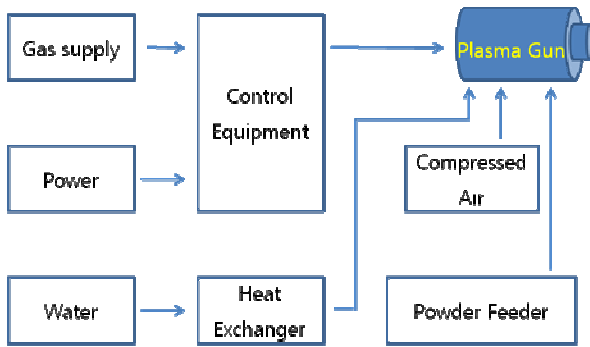 Gas supply
Control
Equipment
Plasma Gun
Power
Compressed
Air
Water
Heat
Exchanger
Powder Feeder